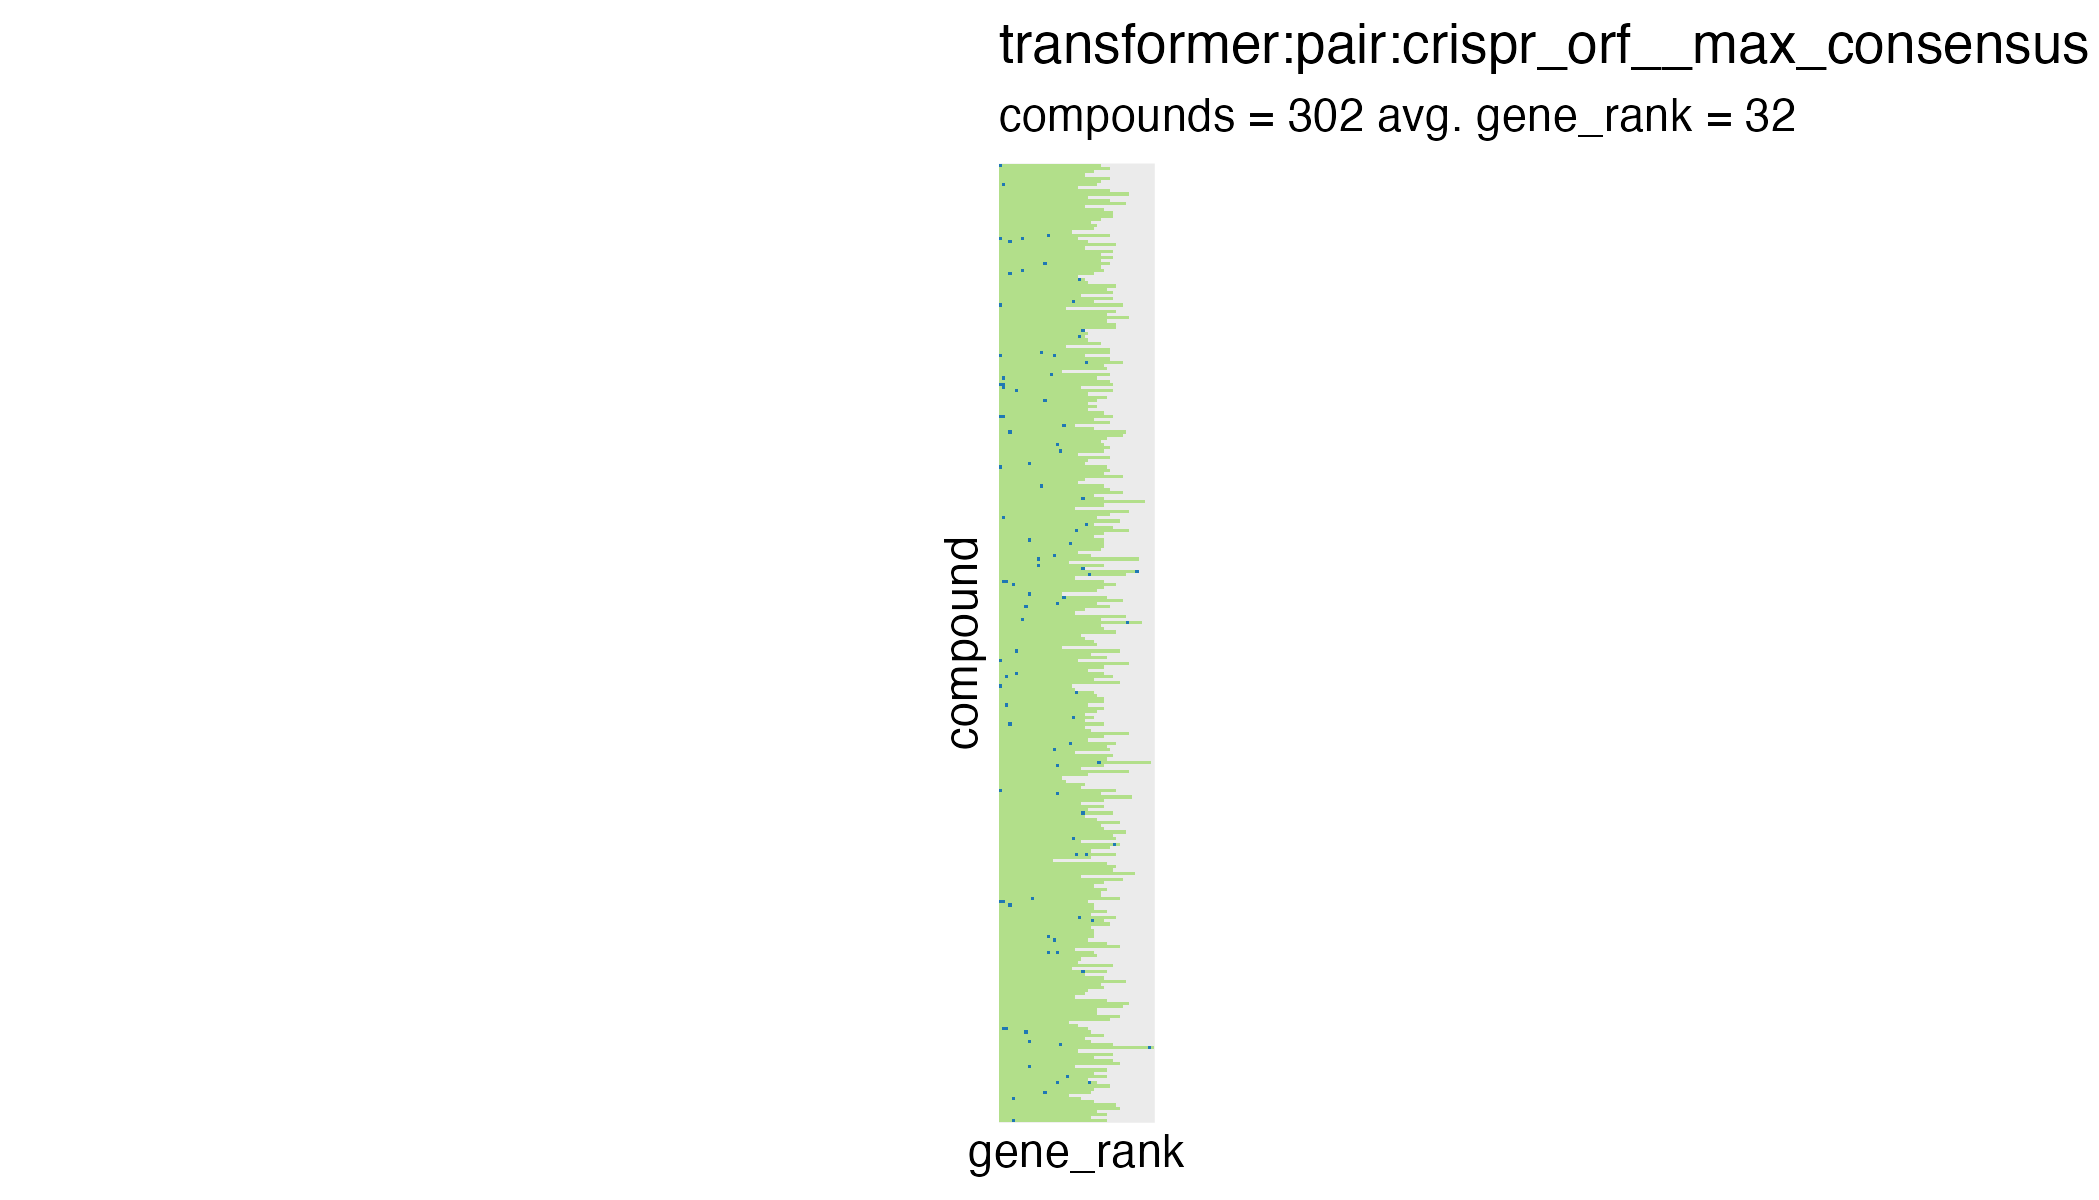 transformer:pair:crispr_orf__max_consensus
compounds = 302 avg. gene_rank = 32
compound
gene_rank